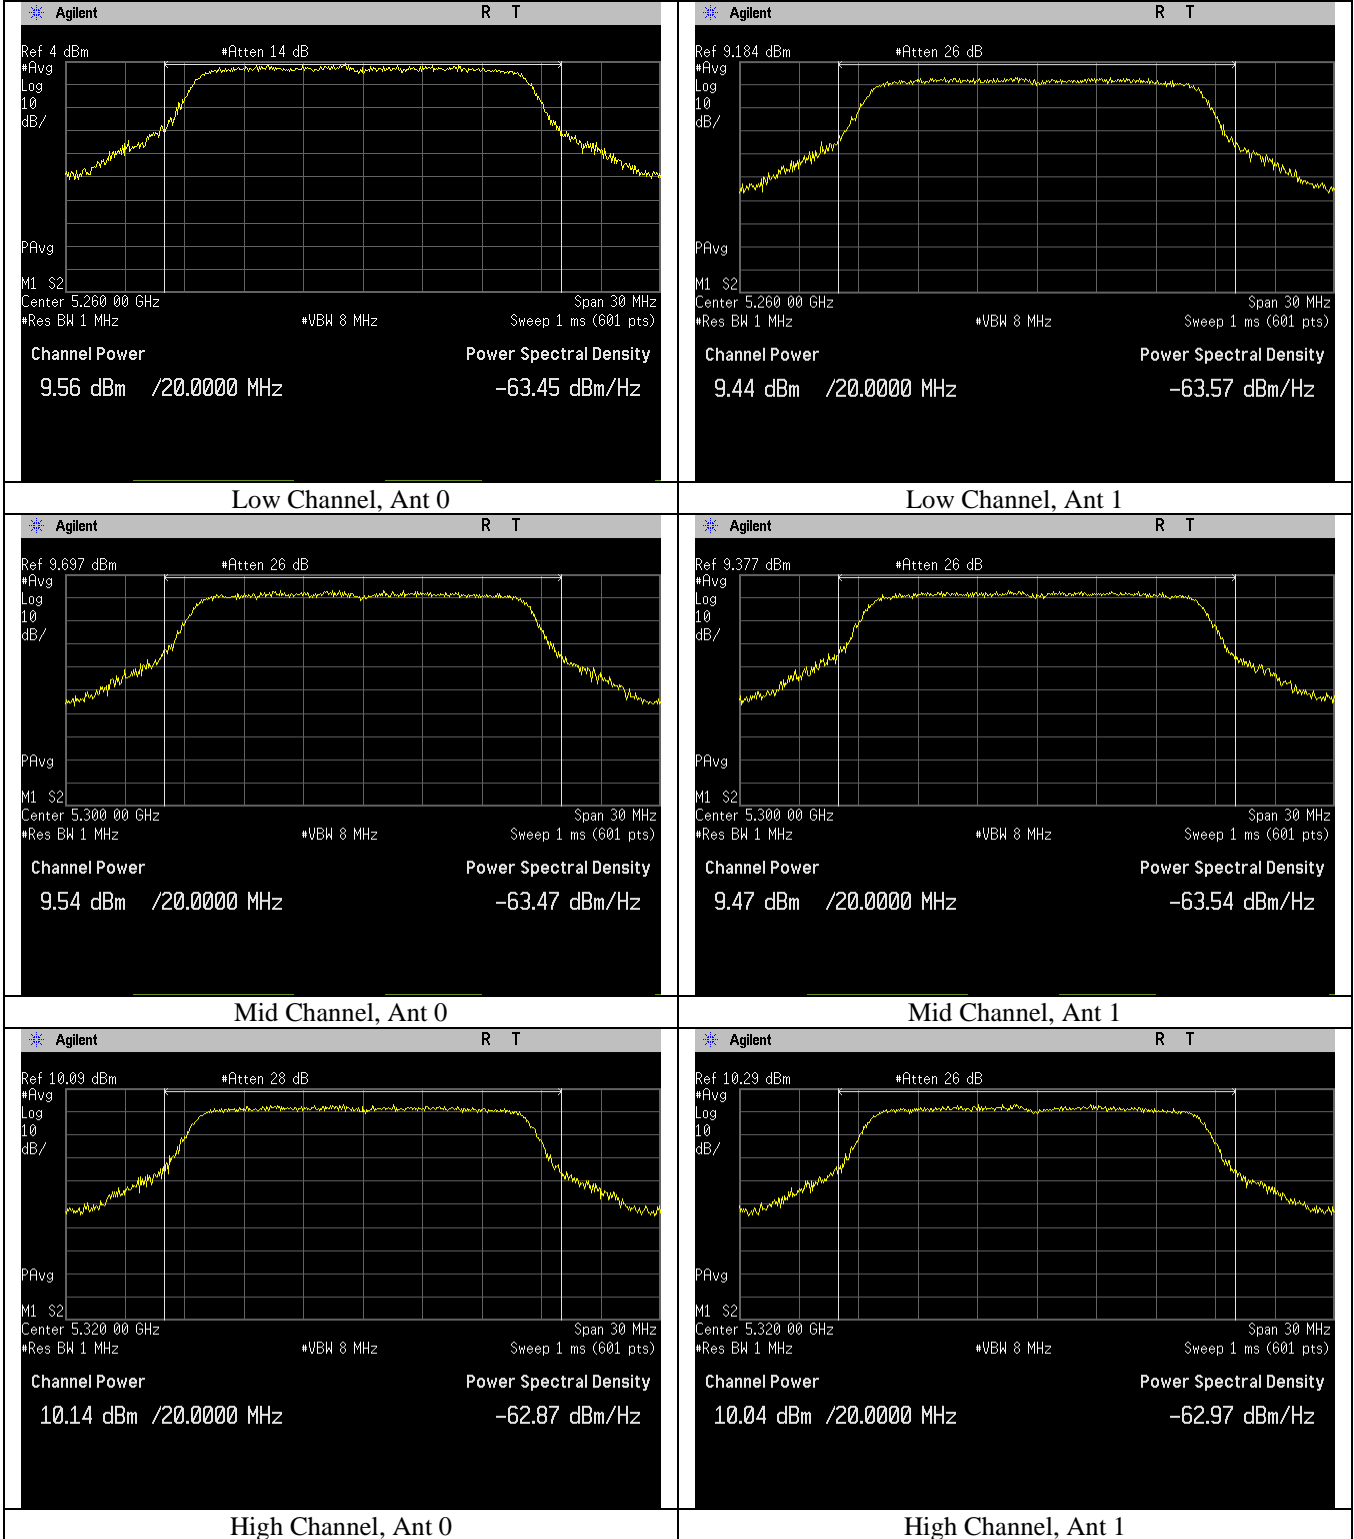 Agilent R T
Ref 4 dBm #Atten 14 dB
#Avg
Log
10
dB/
PAvg
M1 S2
Center 5.260 00 GHz Span 30 MHz
#Res BW 1 MHz #VBW 8 MHz Sweep 1 ms (601 pts)
Channel Power Power Spectral Density
9.56 dBm /20.0000 MHz -63.45 dBm/Hz
Low Channel, Ant 0
Agilent R T
Ref 9.184 dBm #Atten 26 dB
#Avg
Log
10
dB/
PAvg
M1 S2
Center 5.260 00 GHz Span 30 MHz
#Res BW 1 MHz #VBW 8 MHz Sweep 1 ms (601 pts)
Channel Power Power Spectral Density
9.44 dBm /20.0000 MHz -63.57 dBm/Hz
Low Channel, Ant 1
Agilent R T
Ref 9.697 dBm #Atten 26 dB
#Avg
Log
10
dB/
PAvg
M1 S2
Center 5.300 00 GHz Span 30 MHz
#Res BW 1 MHz #VBW 8 MHz Sweep 1 ms (601 pts)
Channel Power Power Spectral Density
9.54 dBm /20.0000 MHz -63.47 dBm/Hz
Mid Channel, Ant 0
Agilent R T
Ref 9.377 dBm #Atten 26 dB
#Avg
Log
10
dB/
PAvg
M1 S2
Center 5.300 00 GHz Span 30 MHz
#Res BW 1 MHz #VBW 8 MHz Sweep 1 ms (601 pts)
Channel Power Power Spectral Density
9.47 dBm /20.0000 MHz -63.54 dBm/Hz
Mid Channel, Ant 1
Agilent R T
Ref 10.09 dBm #Atten 28 dB
#Avg
Log
10
dB/
PAvg
M1 S2
Center 5.320 00 GHz Span 30 MHz
#Res BW 1 MHz #VBW 8 MHz Sweep 1 ms (601 pts)
Channel Power Power Spectral Density
10.14 dBm /20.0000 MHz -62.87 dBm/Hz
High Channel, Ant 0
Agilent R T
Ref 10.29 dBm #Atten 26 dB
#Avg
Log
10
dB/
PAvg
M1 S2
Center 5.320 00 GHz Span 30 MHz
#Res BW 1 MHz #VBW 8 MHz Sweep 1 ms (601 pts)
Channel Power Power Spectral Density
10.04 dBm /20.0000 MHz -62.97 dBm/Hz
High Channel, Ant 1